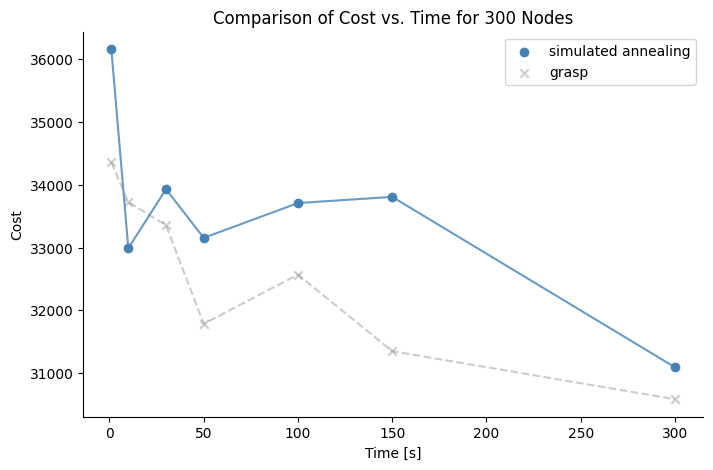 Comparison of Cost vs. Time for 300 Nodes
simulated annealing
grasp
36000
35000
34000
33000
32000
31000
Cost
0 50 100 150 200 250 300
Time [s]